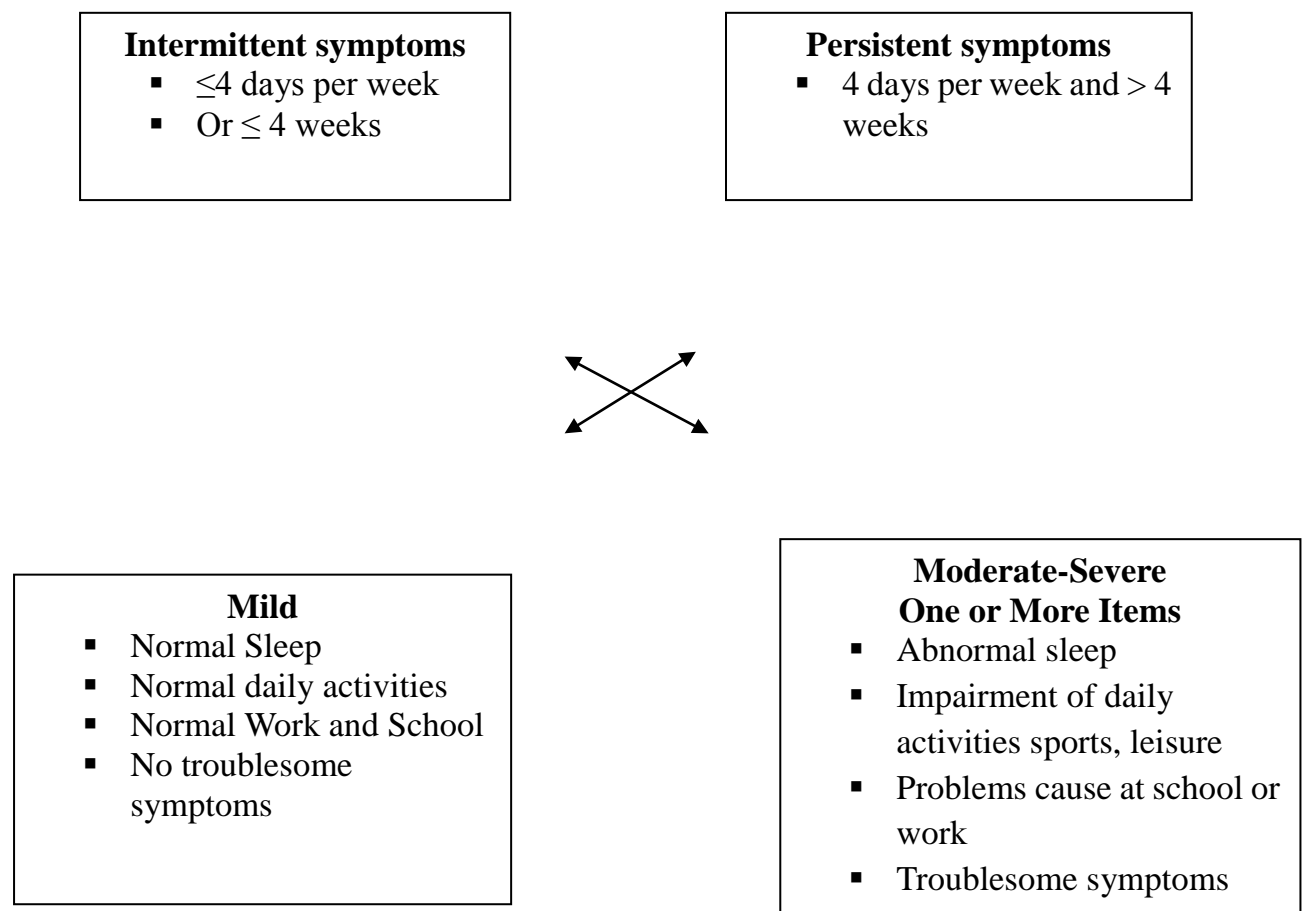 Intermittent symptoms
▪ ≤4 days per week
▪ Or ≤ 4 weeks
Persistent symptoms
▪ 4 days per week and > 4
weeks
Mild
▪ Normal Sleep
▪ Normal daily activities
▪ Normal Work and School
▪ No troublesome
symptoms
Moderate-Severe
One or More Items
▪ Abnormal sleep
▪ Impairment of daily
activities sports, leisure
▪ Problems cause at school or
work
▪ Troublesome symptoms